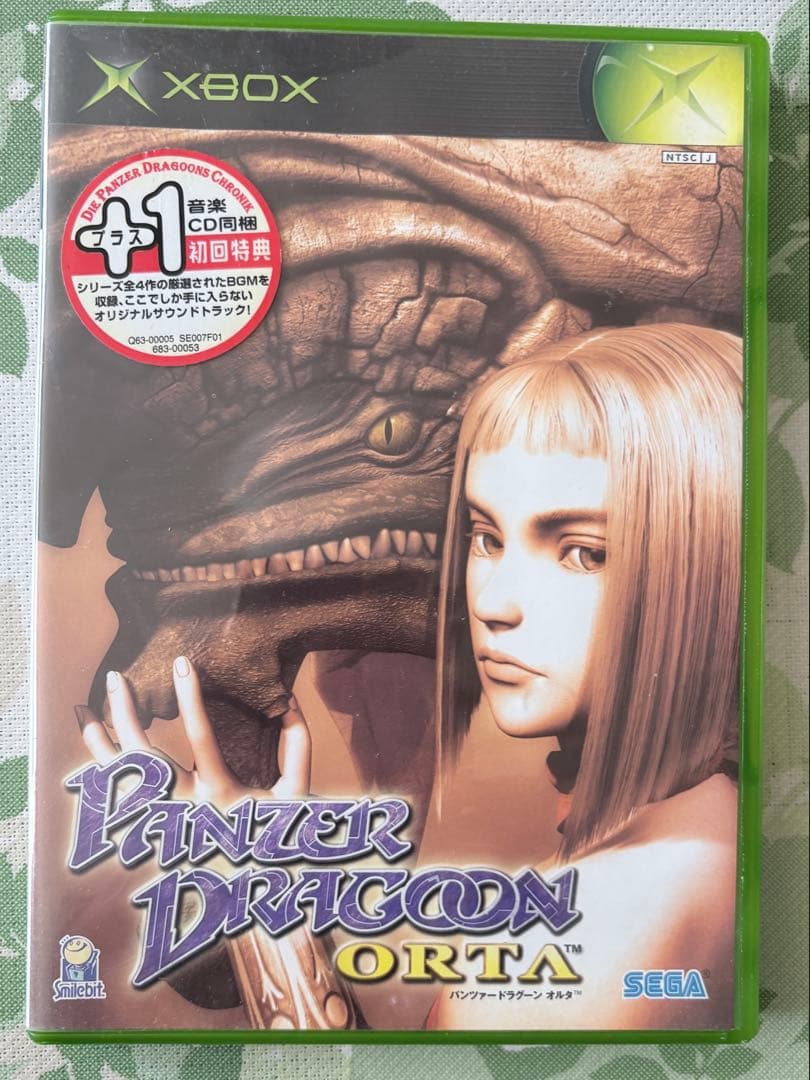 XBOX
NTSC J
DIE PANZER DRAGOONS CHRONIK
+1
プラス
音楽
CD同梱
初回特典
シリーズ全4作の厳選されたBGMを
収録、ここでしか手に入らない
オリジナルサウンドトラック!
Q63-00005 SE007F01
683-00053
PANZER
DRAGOON
ORTA™
パンツァードラグーン オルタ™
Smilebit.
SEGA®